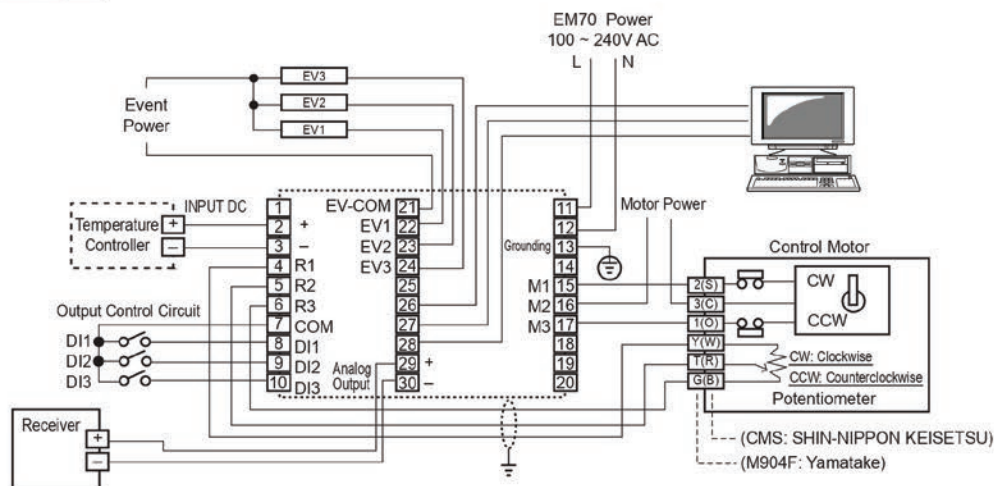 EM70 Power
100 ~ 240V AC
L N
EV3
EV2
EV1
Event
Power
Temperature
Controller
+
−
INPUT DC
1
2 +
3 −
4 R1
5 R2
6 R3
7 COM
8 DI1
9 DI2
10 DI3
EV-COM 21
EV1 22
EV2 23
EV3 24
25
26
27
28
Analog
Output
29 +
30 −
11
12
Grounding 13
14
M1 15
M2 16
M3 17
18
19
20
Motor Power
Output Control Circuit
DI1
DI2
DI3
Receiver
+
−
Control Motor
2(S)
3(C)
1(O)
Y(W)
T(R)
G(B)
CW
CCW
CW: Clockwise
CCW: Counterclockwise
Potentiometer
(CMS: SHIN-NIPPON KEISETSU)
(M904F: Yamatake)